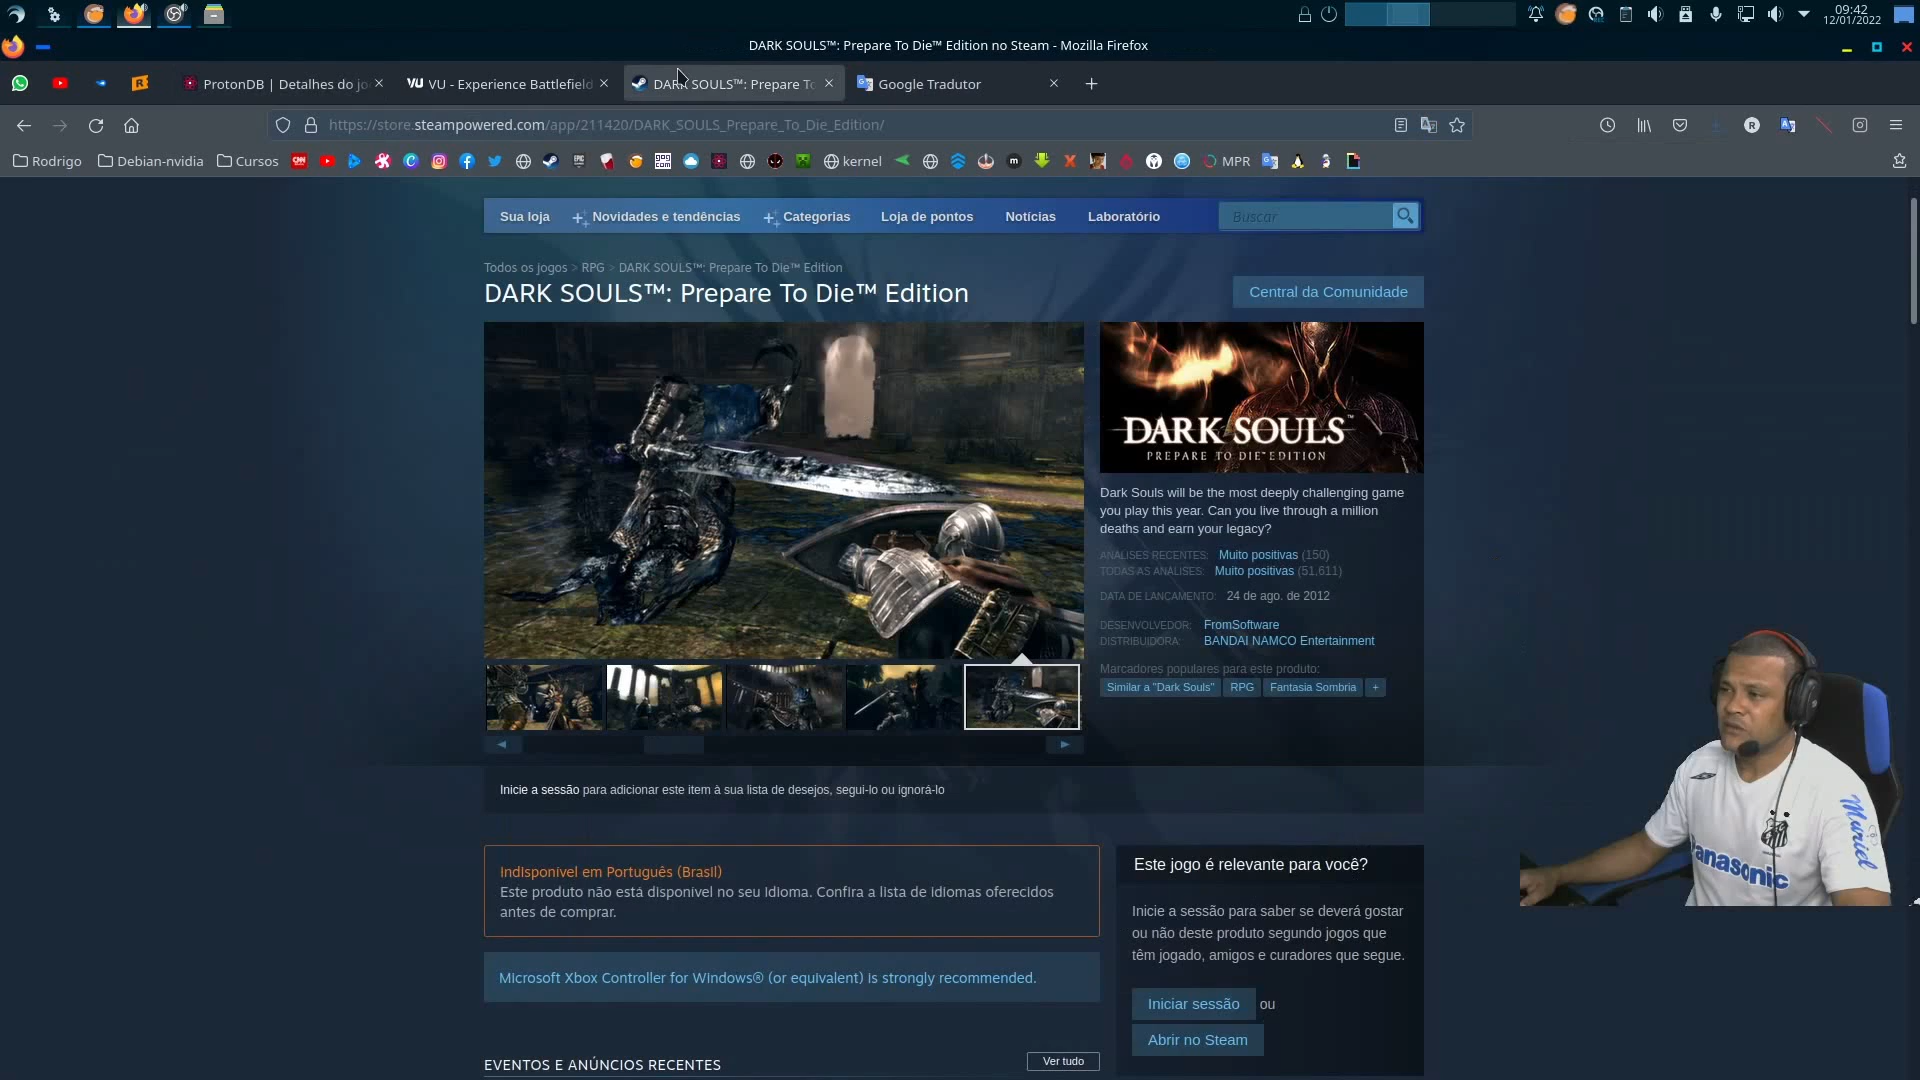 09:42
12/01/2022
DARK SOULS™: Prepare To Die™ Edition no Steam - Mozilla Firefox
ProtonDB | Detalhes do jo
VU - Experience Battlefield
DARK SOULS™: Prepare To
Google Tradutor
https://store.steampowered.com/app/211420/DARK_SOULS_Prepare_To_Die_Edition/
Rodrigo
Debian-nvidia
Cursos
kernel
MPR
Sua loja
Novidades e tendências
Categorias
Loja de pontos
Notícias
Laboratório
Buscar
Todos os jogos > RPG > DARK SOULS™: Prepare To Die™ Edition
DARK SOULS™: Prepare To Die™ Edition
Central da Comunidade
DARK SOULS™
PREPARE TO DIE™ EDITION
Dark Souls will be the most deeply challenging game
you play this year. Can you live through a million
deaths and earn your legacy?
ANÁLISES RECENTES: Muito positivas (150)
TODAS AS ANÁLISES: Muito positivas (51,611)
DATA DE LANÇAMENTO: 24 de ago. de 2012
DESENVOLVEDOR: FromSoftware
DISTRIBUIDORA: BANDAI NAMCO Entertainment
Marcadores populares para este produto:
Similar a "Dark Souls" RPG Fantasia Sombria +
Inicie a sessão para adicionar este item à sua lista de desejos, segui-lo ou ignorá-lo
Indisponível em Português (Brasil)
Este produto não está disponível no seu idioma. Confira a lista de idiomas oferecidos
antes de comprar.
Microsoft Xbox Controller for Windows® (or equivalent) is strongly recommended.
EVENTOS E ANÚNCIOS RECENTES
Ver tudo
Este jogo é relevante para você?
Inicie a sessão para saber se deverá gostar
ou não deste produto segundo jogos que
têm jogado, amigos e curadores que segue.
Iniciar sessão ou
Abrir no Steam
Panasonic
Muriel